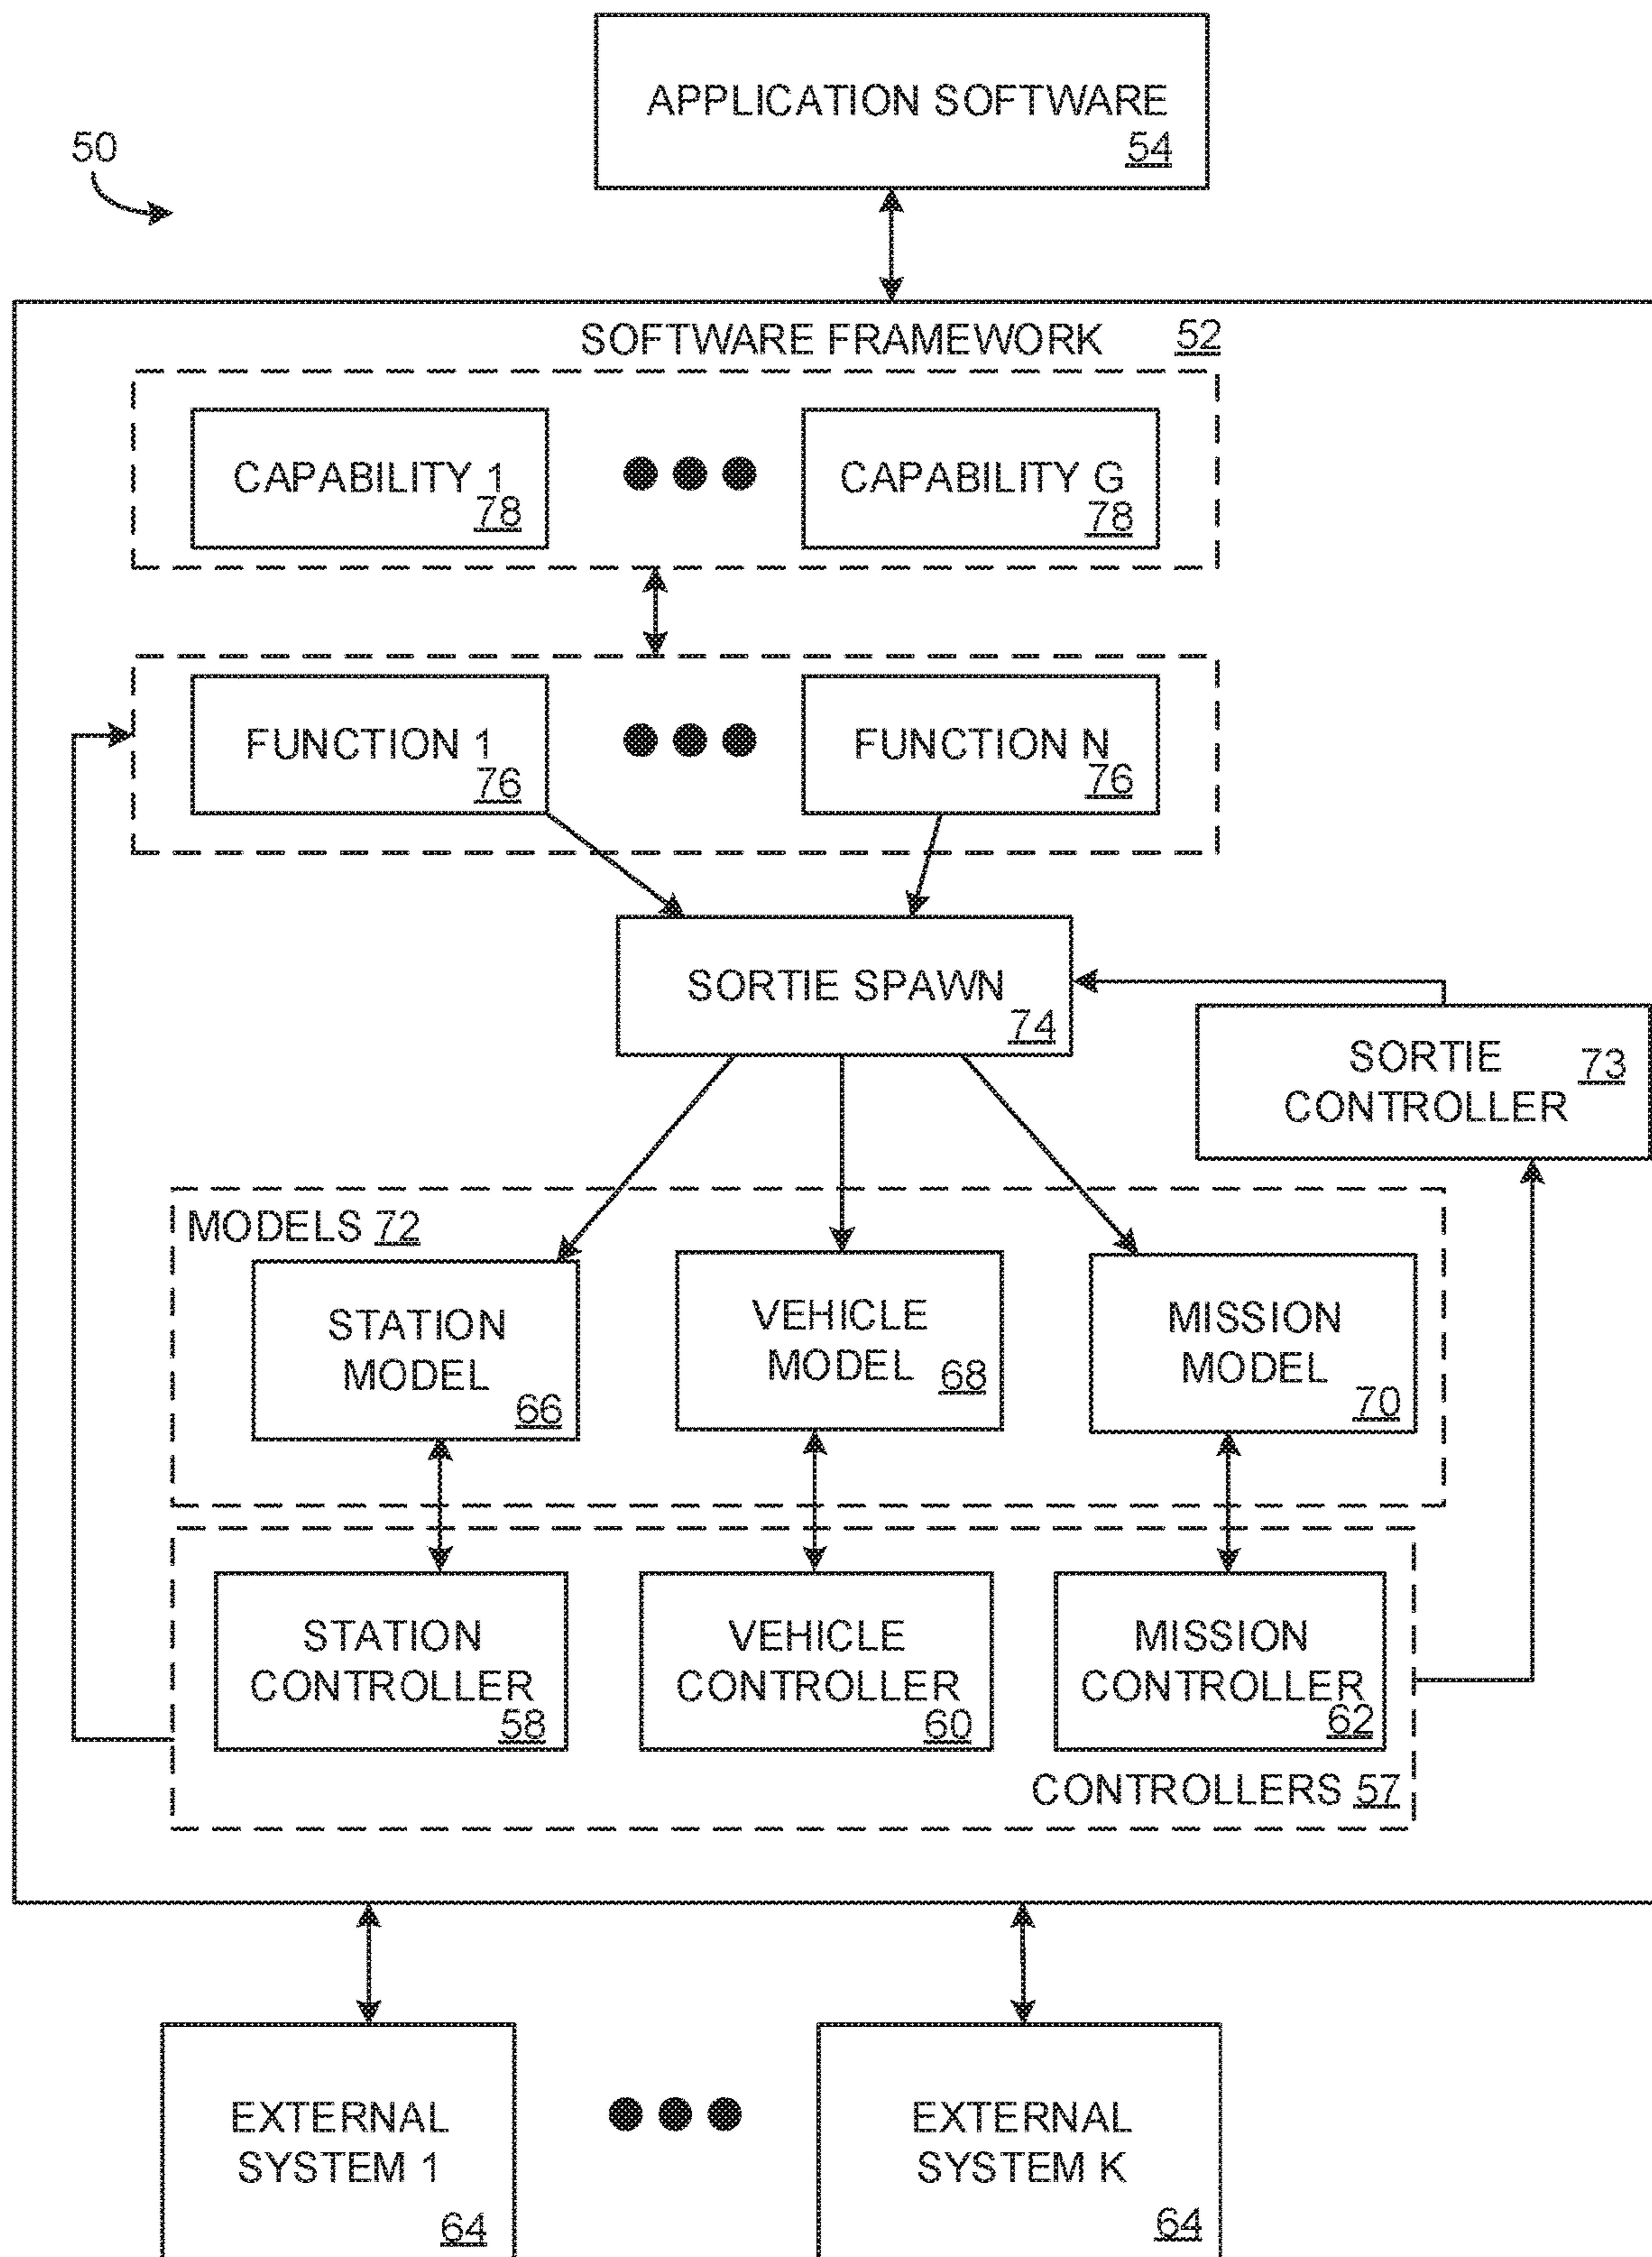 APPLICATION SOFTWARE
54
50
SOFTWARE FRAMEWORK 52
CAPABILITY 1
78
CAPABILITY G
78
FUNCTION 1
76
FUNCTION N
76
SORTIE SPAWN
74
SORTIE
CONTROLLER
73
MODELS 72
STATION
MODEL
66
VEHICLE
MODEL
68
MISSION
MODEL
70
STATION
CONTROLLER
58
VEHICLE
CONTROLLER
60
MISSION
CONTROLLER
62
CONTROLLERS 57
EXTERNAL
SYSTEM 1
64
EXTERNAL
SYSTEM K
64